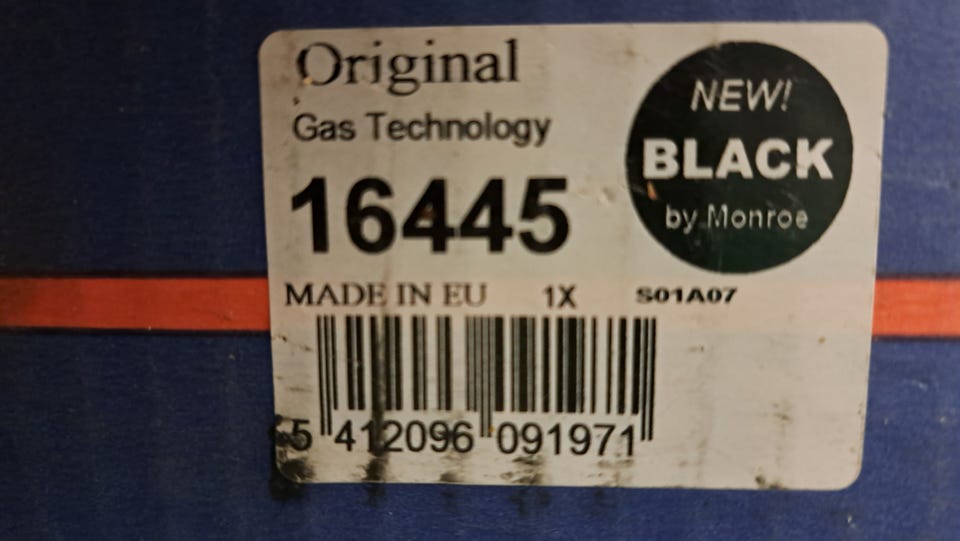 Original
Gas Technology
16445
NEW!
BLACK
by Monroe
MADE IN EU 1X S01A07
5 412096 091971